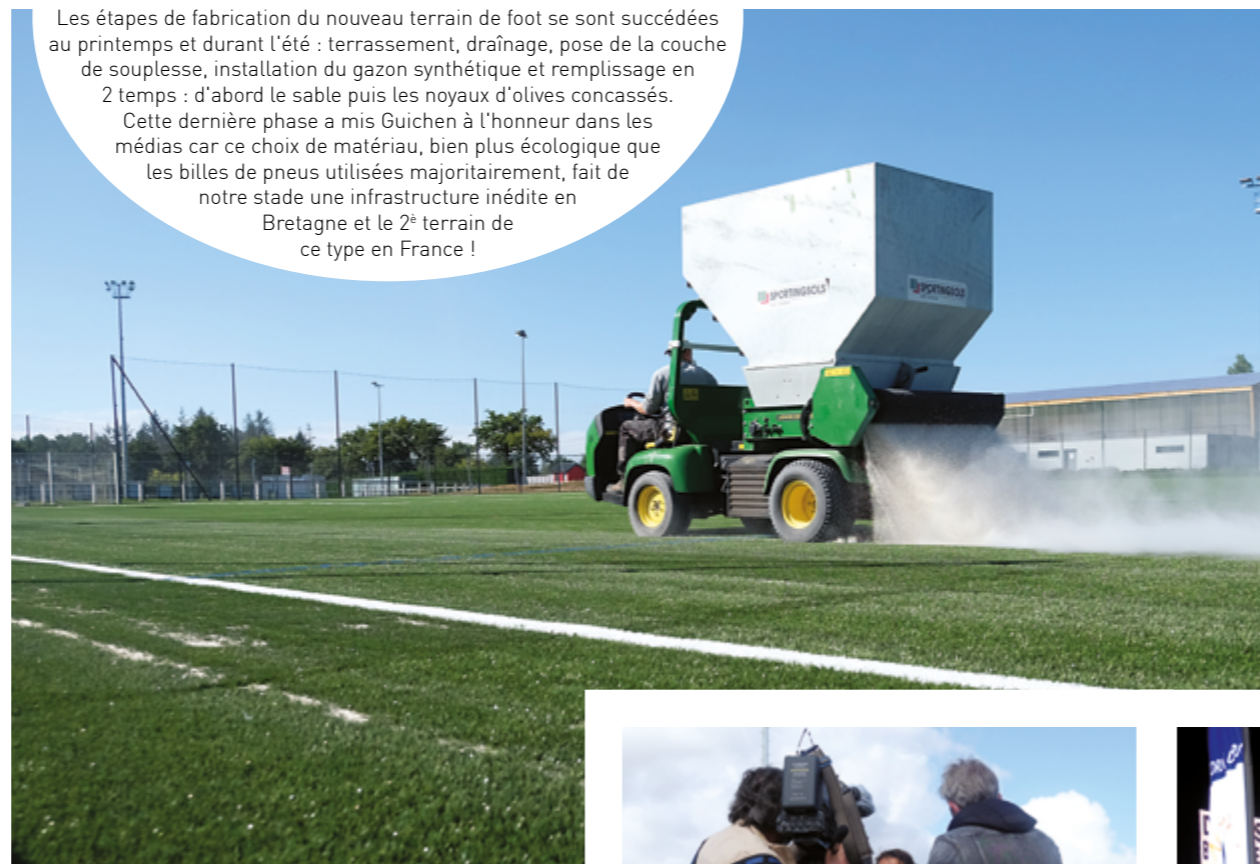 Les étapes de fabrication du nouveau terrain de foot se sont succédées
au printemps et durant l'été : terrassement, draînage, pose de la couche
de souplesse, installation du gazon synthétique et remplissage en
2 temps : d'abord le sable puis les noyaux d'olives concassés.
Cette dernière phase a mis Guichen à l'honneur dans les
médias car ce choix de matériau, bien plus écologique que
les billes de pneus utilisées majoritairement, fait de
notre stade une infrastructure inédite en
Bretagne et le 2è terrain de
ce type en France !
SPORTINGSOLS
SPORTINGSOLS